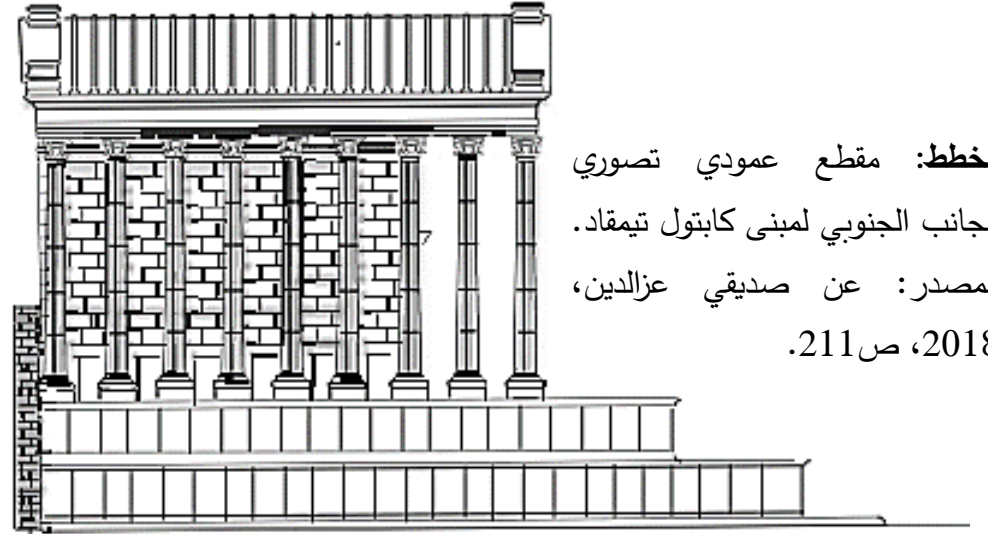 خطط: مقطع عمودي تصوري
جانب الجنوبي لمبنى كابتول تيمقاد.
مصدر: عن صديقي عزالدين،
2018، ص211.